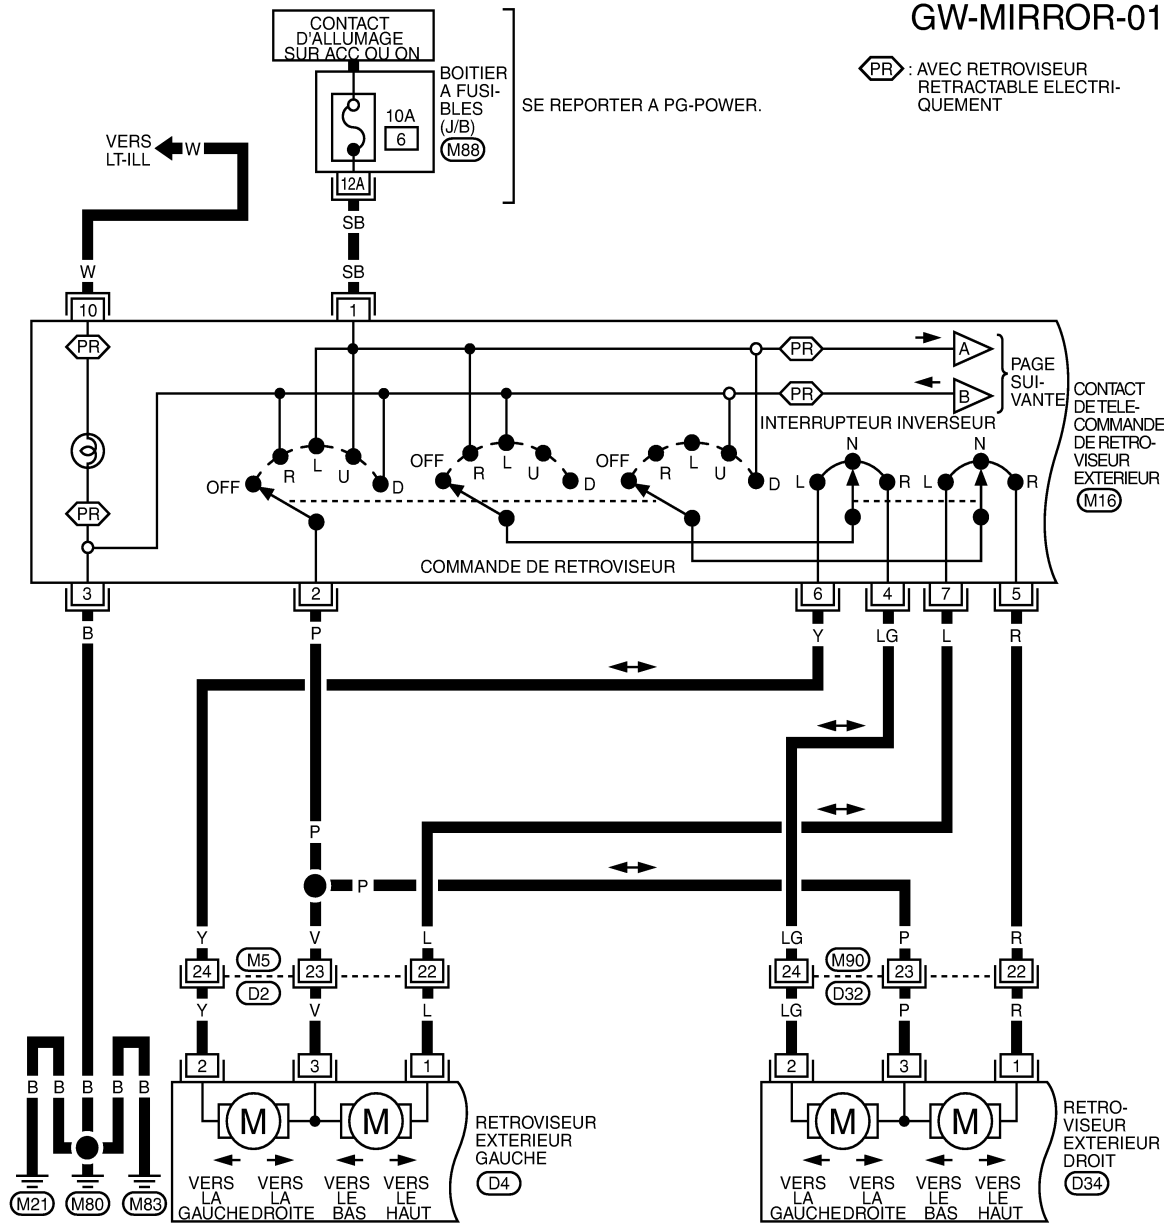 GW-MIRROR-01
CONTACT
D'ALLUMAGE
SUR ACC OU ON
PR : AVEC RETROVISEUR
RETRACTABLE ELECTRI-
QUEMENT
BOITIER
A FUSI-
BLES
(J/B)
M88
10A
6
SE REPORTER A PG-POWER.
VERS
LT-ILL
W
12A
SB
W
SB
10
1
PR
PR
A
PAGE
SUI-
VANTE
PR
B
CONTACT
DE TELE-
COMMANDE
DE RETRO-
VISEUR
EXTERIEUR
M16
INTERRUPTEUR INVERSEUR
OFF
R
L
U
D
OFF
R
L
U
D
OFF
R
L
U
D
L
N
R
L
N
R
PR
COMMANDE DE RETROVISEUR
3
2
6
4
7
5
B
P
Y
LG
L
R
P
P
Y
V
L
LG
P
R
24
M5
23
22
24
M90
23
22
D2
D32
Y
V
L
LG
P
R
2
3
1
2
3
1
B
B
B
B
B
M
M
M
M
RETROVISEUR
EXTERIEUR
GAUCHE
D4
RETRO-
VISEUR
EXTERIEUR
DROIT
D34
VERS
LA
GAUCHE
VERS
LA
DROITE
VERS
LE
BAS
VERS
LE
HAUT
VERS
LA
GAUCHE
VERS
LA
DROITE
VERS
LE
BAS
VERS
LE
HAUT
M21
M80
M83